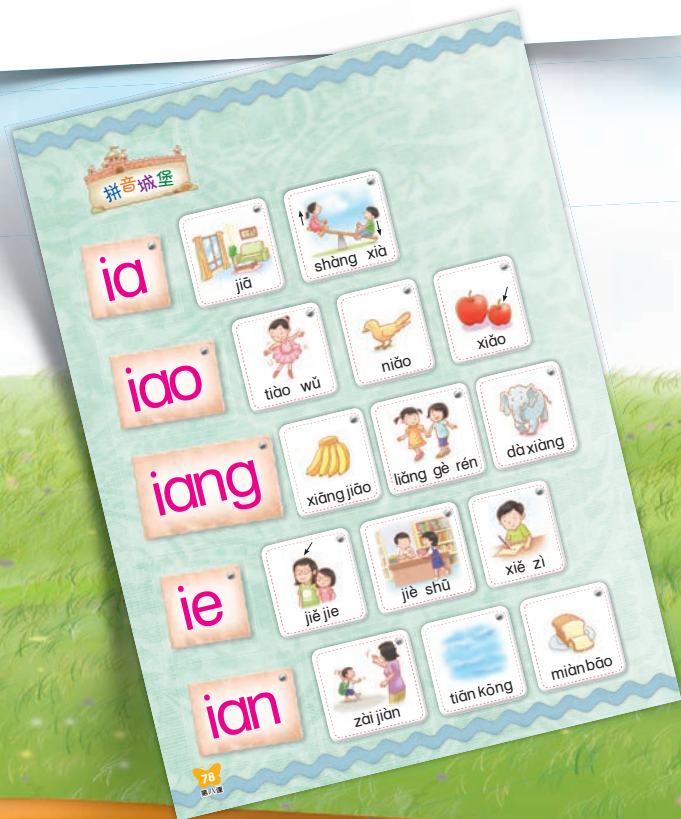 拼音城堡
ia
jiā
shàng xià
iao
tiào wǔ
niǎo
xiǎo
iang
xiāng jiāo
liǎng gè rén
dà xiàng
ie
jiě jie
jiè shū
xiě zì
ian
zài jiàn
tiān kōng
miàn bāo
78
第八课